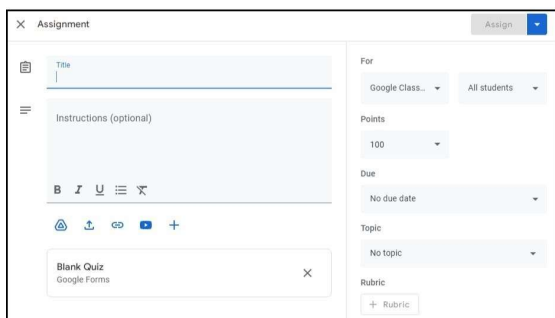 Assignment
Assign
Title
Instructions (optional)
B I U
Blank Quiz
Google Forms
For
Google Class...
All students
Points
100
Due
No due date
Topic
No topic
Rubric
+ Rubric